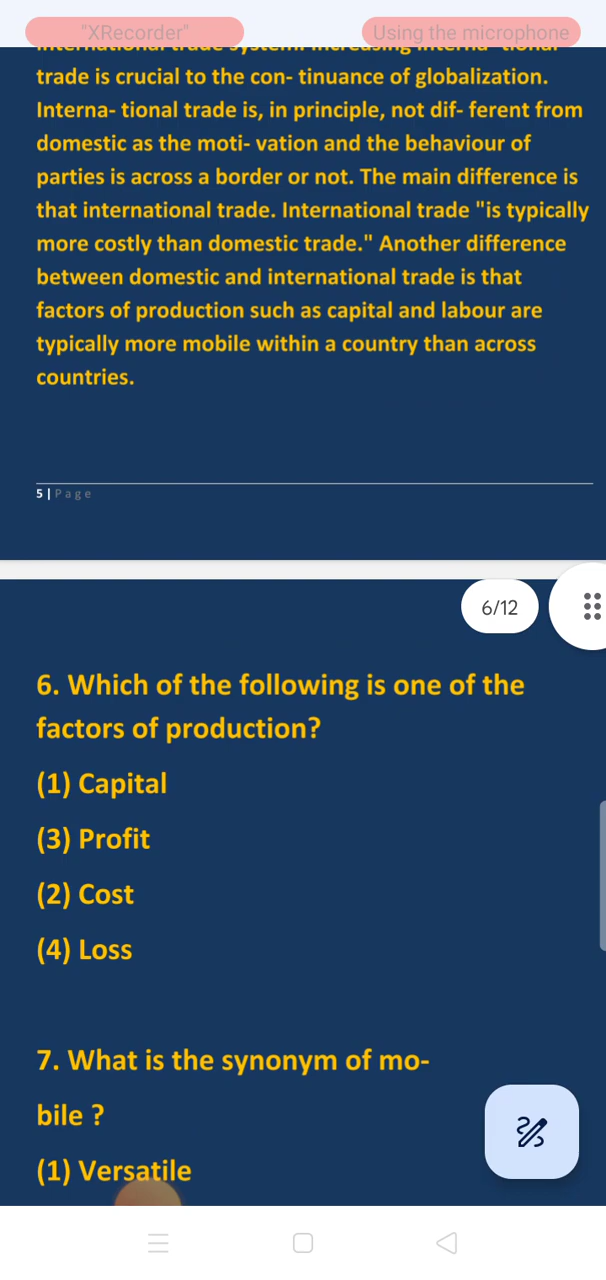 "XRecorder"
Using the microphone
international trade system. Increasing interna- tional
trade is crucial to the con- tinuance of globalization.
Interna- tional trade is, in principle, not dif- ferent from
domestic as the moti- vation and the behaviour of
parties is across a border or not. The main difference is
that international trade. International trade "is typically
more costly than domestic trade." Another difference
between domestic and international trade is that
factors of production such as capital and labour are
typically more mobile within a country than across
countries.
5 | Page
6/12
6. Which of the following is one of the
factors of production?
(1) Capital
(3) Profit
(2) Cost
(4) Loss
7. What is the synonym of mo-
bile ?
(1) Versatile